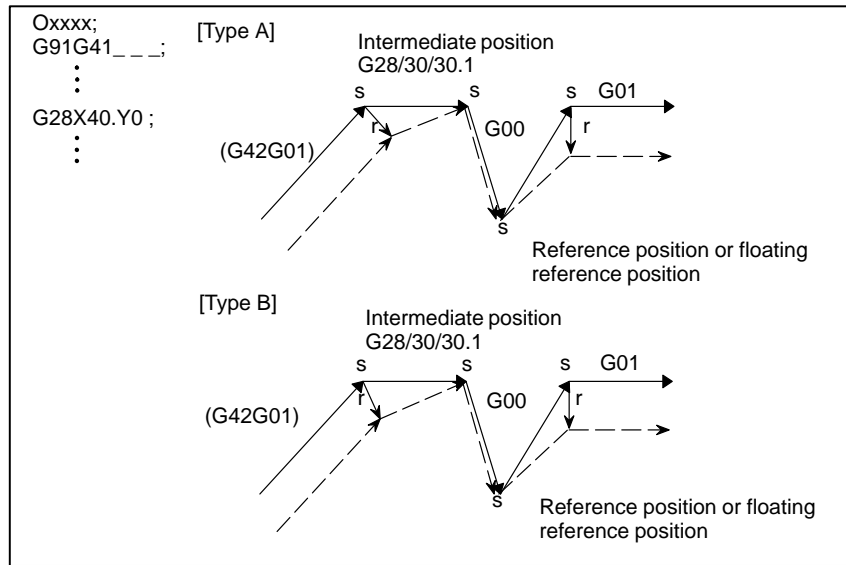 Oxxxx;
G91G41_ _ _;
G28X40.Y0 ;
[Type A]
Intermediate position
G28/30/30.1
s
s
s
G01
r
G00
r
(G42G01)
s
Reference position or floating
reference position
[Type B]
Intermediate position
G28/30/30.1
s
s
s
G01
r
G00
r
(G42G01)
s
Reference position or floating
reference position